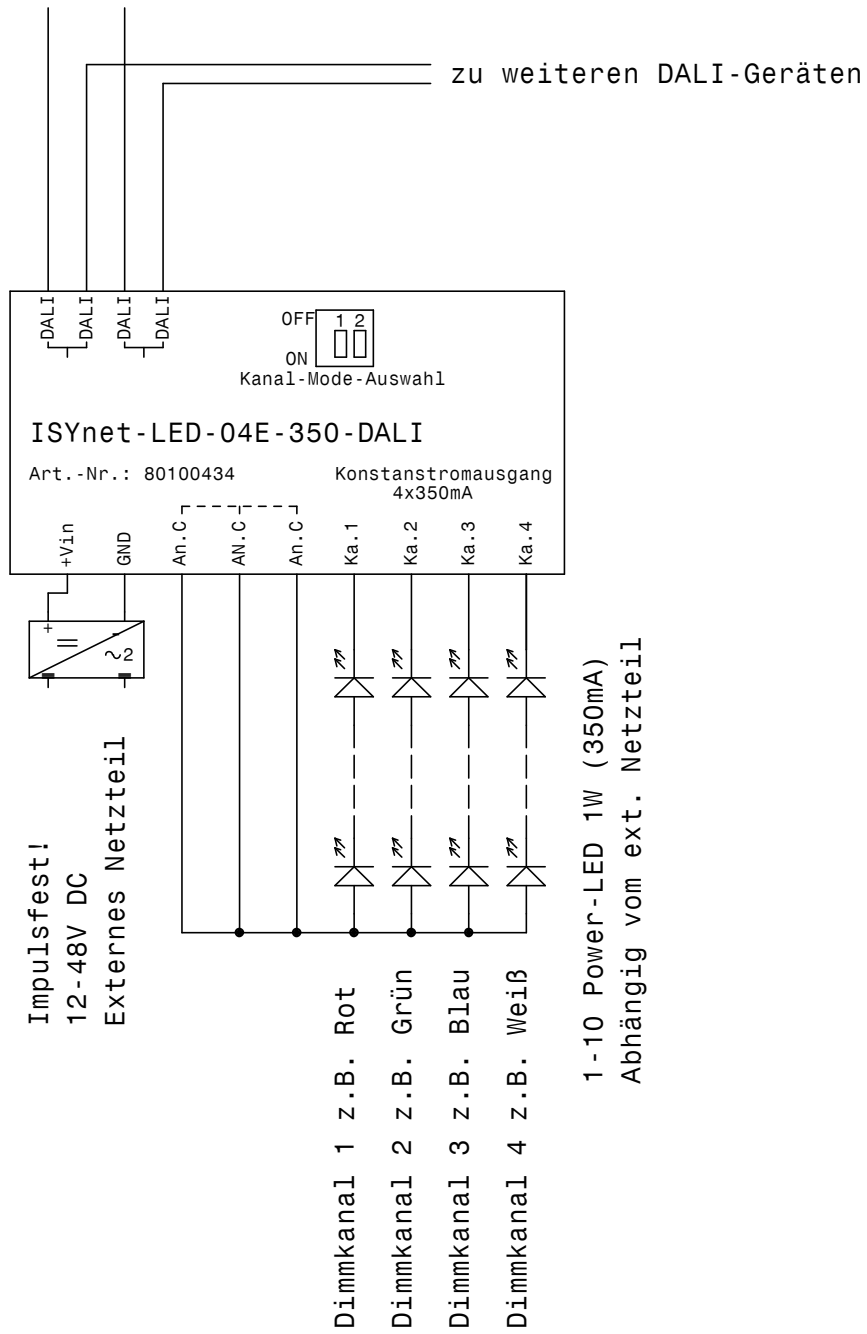 zu weiteren DALI-Geräten
DALI
DALI
DALI
DALI
OFF
1 2
ON
Kanal-Mode-Auswahl
ISYnet-LED-04E-350-DALI
Art.-Nr.: 80100434
Konstanstromausgang
4x350mA
+Vin
GND
An.C
AN.C
An.C
Ka.1
Ka.2
Ka.3
Ka.4
+
-
~2
Impulsfest!
12-48V DC
Externes Netzteil
Dimmkanal 1 z.B. Rot
Dimmkanal 2 z.B. Grün
Dimmkanal 3 z.B. Blau
Dimmkanal 4 z.B. Weiß
1-10 Power-LED 1W (350mA)
Abhängig vom ext. Netzteil